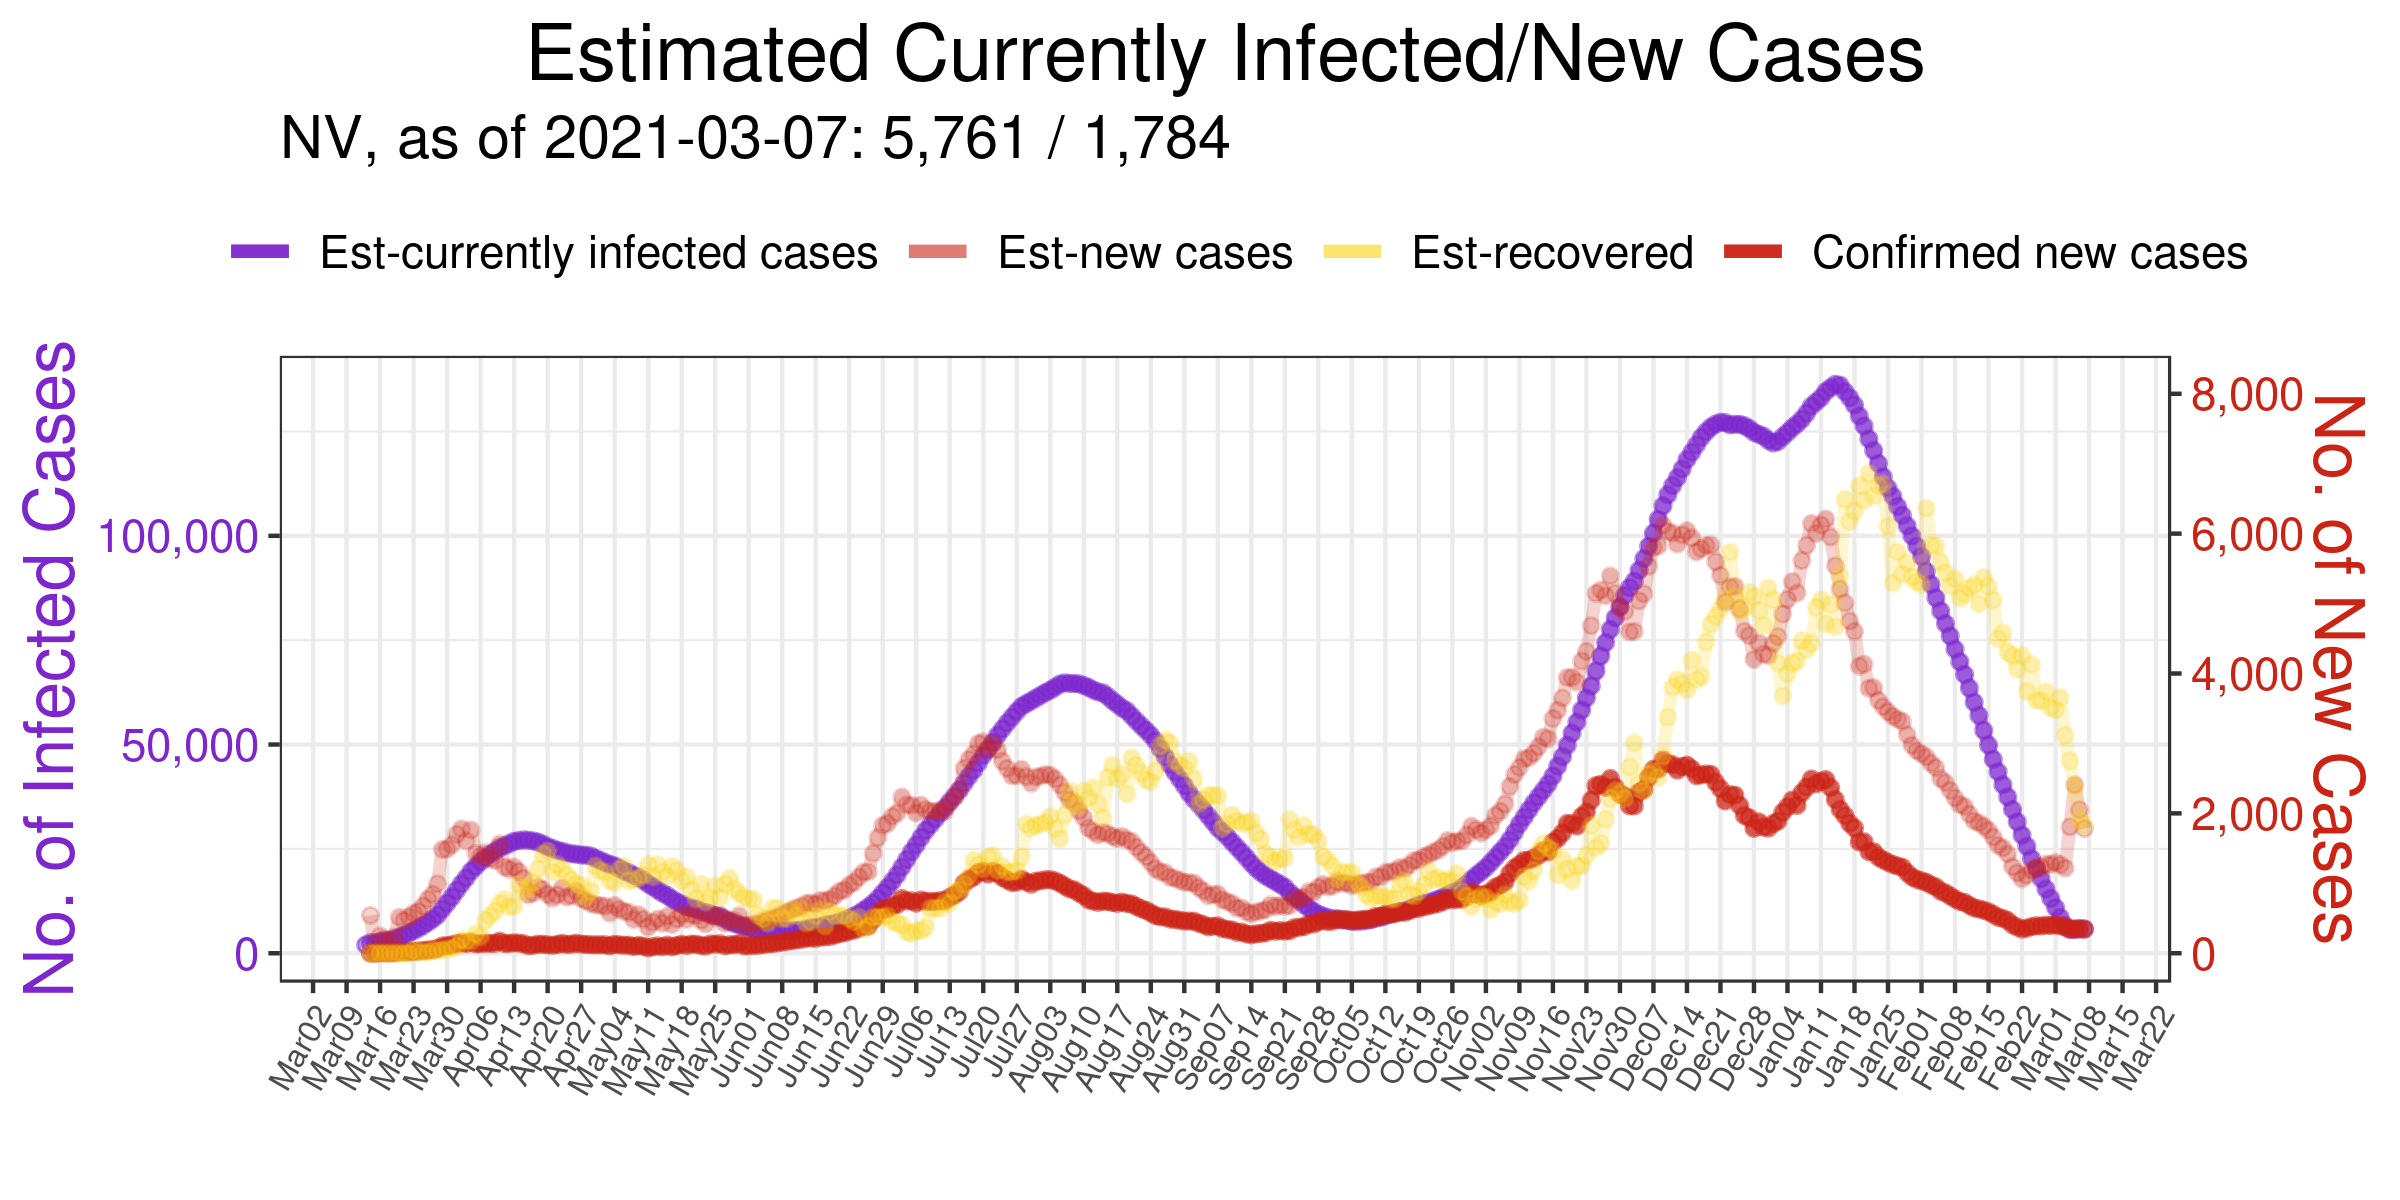 Estimated Currently Infected/New Cases
NV, as of 2021-03-07: 5,761 / 1,784
Est-currently infected cases Est-new cases Est-recovered Confirmed new cases
No. of Infected Cases
100,000
50,000
0
8,000
6,000
4,000
2,000
0
No. of New Cases
Mar02 Mar09 Mar16 Mar23 Mar30 Apr06 Apr13 Apr20 Apr27 May04 May11 May18 May25 Jun01 Jun08 Jun15 Jun22 Jun29 Jul06 Jul13 Jul20 Jul27 Aug03 Aug10 Aug17 Aug24 Aug31 Sep07 Sep14 Sep21 Sep28 Oct05 Oct12 Oct19 Oct26 Nov02 Nov09 Nov16 Nov23 Nov30 Dec07 Dec14 Dec21 Dec28 Jan04 Jan11 Jan18 Jan25 Feb01 Feb08 Feb15 Feb22 Mar01 Mar08 Mar15 Mar22